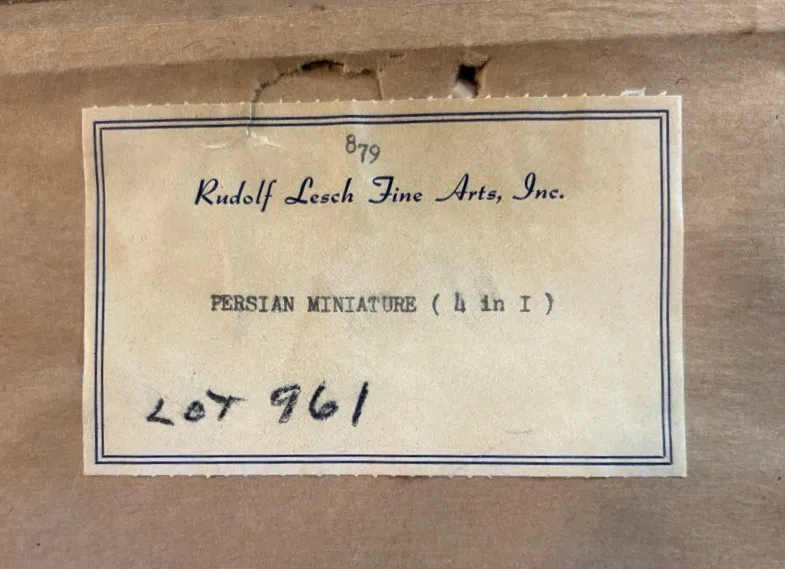 879
Rudolf Lesch Fine Arts, Inc.
PERSIAN MINIATURE ( 4 in I )
LOT 961